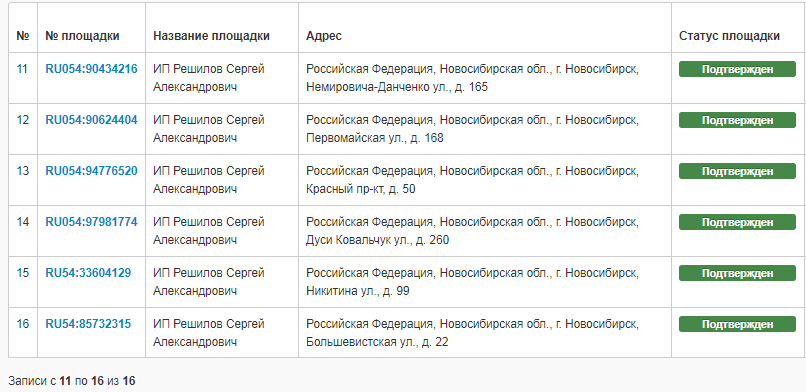 № № площадки Название площадки Адрес Статус площадки
11 RU054:90434216 ИП Решилов Сергей Российская Федерация, Новосибирская обл., г. Новосибирск, Подтвержден
Александрович Немировича-Данченко ул., д. 165
12 RU054:90624404 ИП Решилов Сергей Российская Федерация, Новосибирская обл., г. Новосибирск, Подтвержден
Александрович Первомайская ул., д. 168
13 RU054:94776520 ИП Решилов Сергей Российская Федерация, Новосибирская обл., г. Новосибирск, Подтвержден
Александрович Красный пр-кт, д. 50
14 RU054:97981774 ИП Решилов Сергей Российская Федерация, Новосибирская обл., г. Новосибирск, Подтвержден
Александрович Дуси Ковальчук ул., д. 260
15 RU54:33604129 ИП Решилов Сергей Российская Федерация, Новосибирская обл., г. Новосибирск, Подтвержден
Александрович Никитина ул., д. 99
16 RU54:85732315 ИП Решилов Сергей Российская Федерация, Новосибирская обл., г. Новосибирск, Подтвержден
Александрович Большевистская ул., д. 22
Записи с 11 по 16 из 16